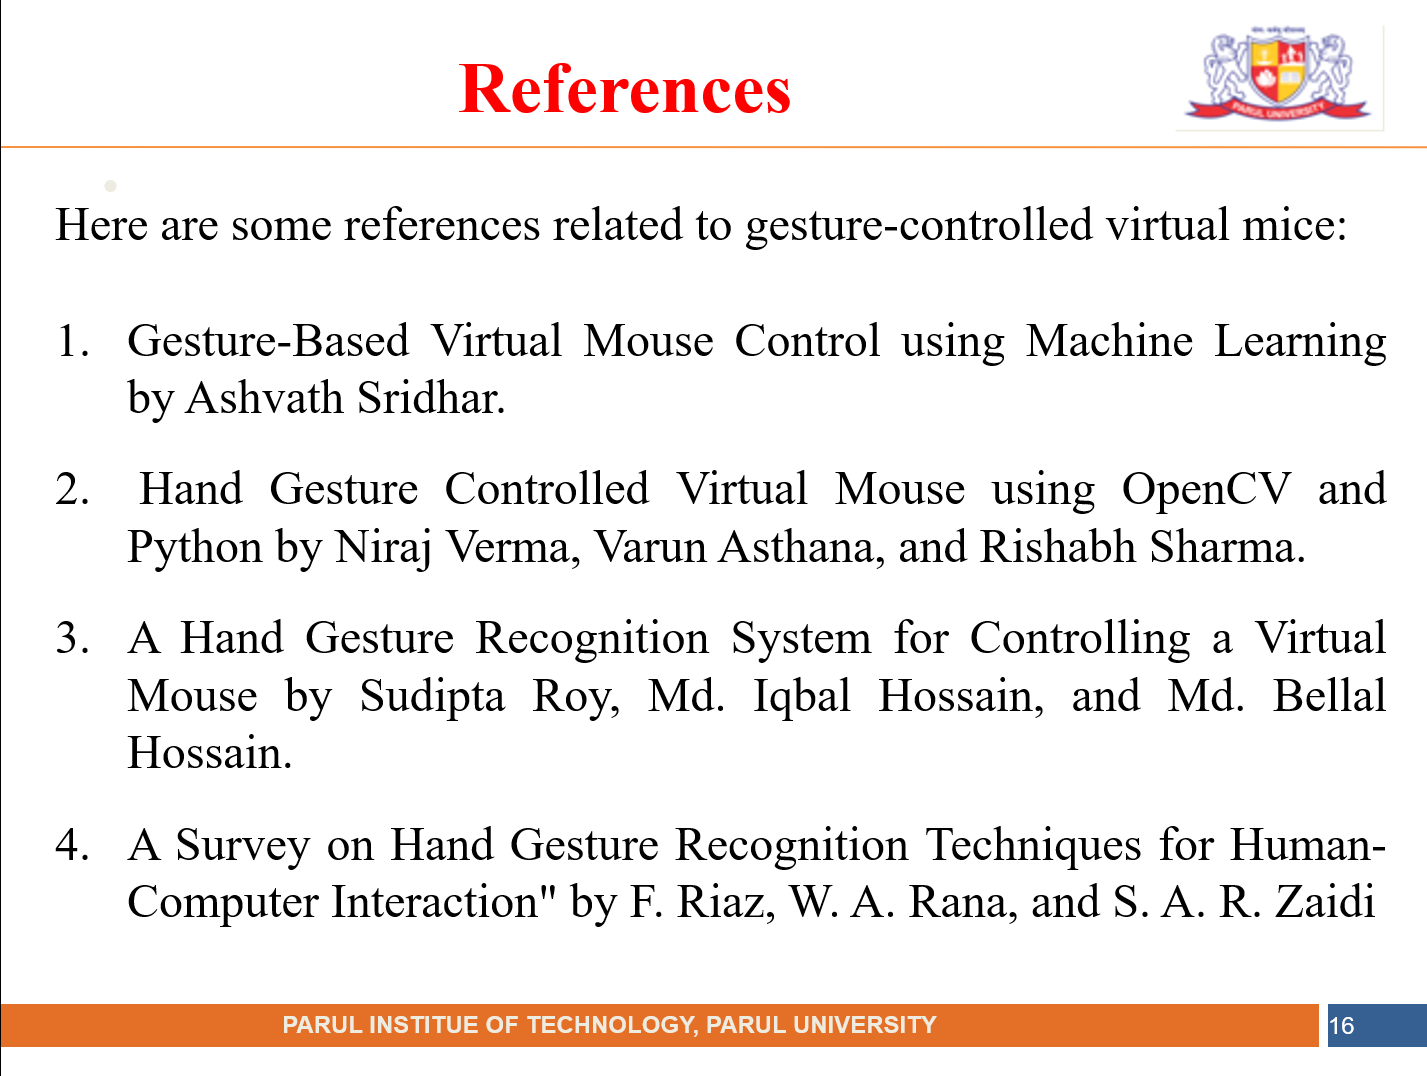 References
PARUL UNIVERSITY
Here are some references related to gesture-controlled virtual mice:
1. Gesture-Based Virtual Mouse Control using Machine Learning
by Ashvath Sridhar.
2. Hand Gesture Controlled Virtual Mouse using OpenCV and
Python by Niraj Verma, Varun Asthana, and Rishabh Sharma.
3. A Hand Gesture Recognition System for Controlling a Virtual
Mouse by Sudipta Roy, Md. Iqbal Hossain, and Md. Bellal
Hossain.
4. A Survey on Hand Gesture Recognition Techniques for Human-
Computer Interaction" by F. Riaz, W. A. Rana, and S. A. R. Zaidi
PARUL INSTITUE OF TECHNOLOGY, PARUL UNIVERSITY
16